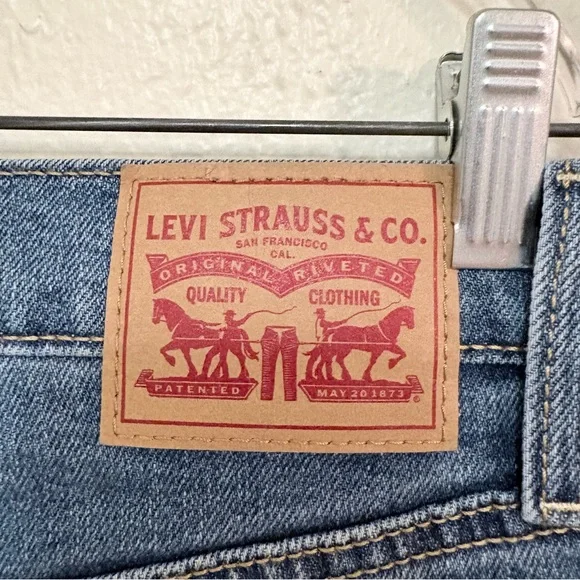 LEVI STRAUSS & CO.
SAN FRANCISCO
CAL.
ORIGINAL RIVETED
QUALITY CLOTHING
PATENTED MAY 20 1873
®